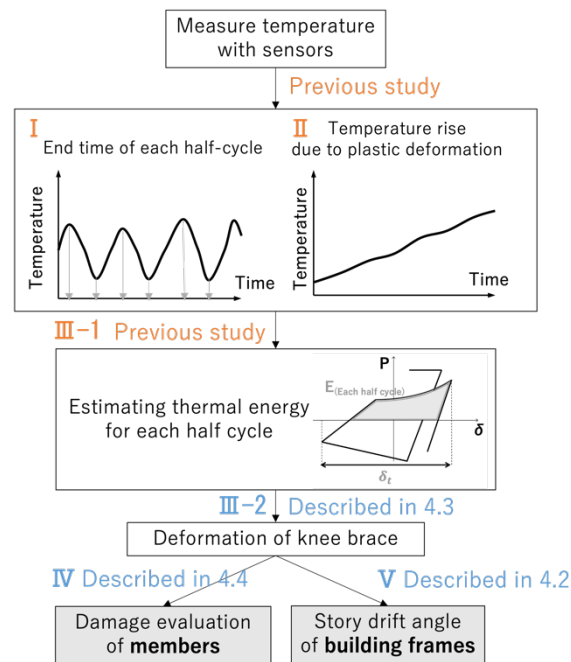 Measure temperature
with sensors
Previous study
Ⅰ
End time of each half-cycle
Temperature
Time
Ⅱ
Temperature rise
due to plastic deformation
Temperature
Time
Ⅲ-1 Previous study
Estimating thermal energy
for each half cycle
P
E(Each half cycle)
δ
δt
Ⅲ-2 Described in 4.3
Deformation of knee brace
Ⅳ Described in 4.4
Ⅴ Described in 4.2
Damage evaluation
of members
Story drift angle
of building frames